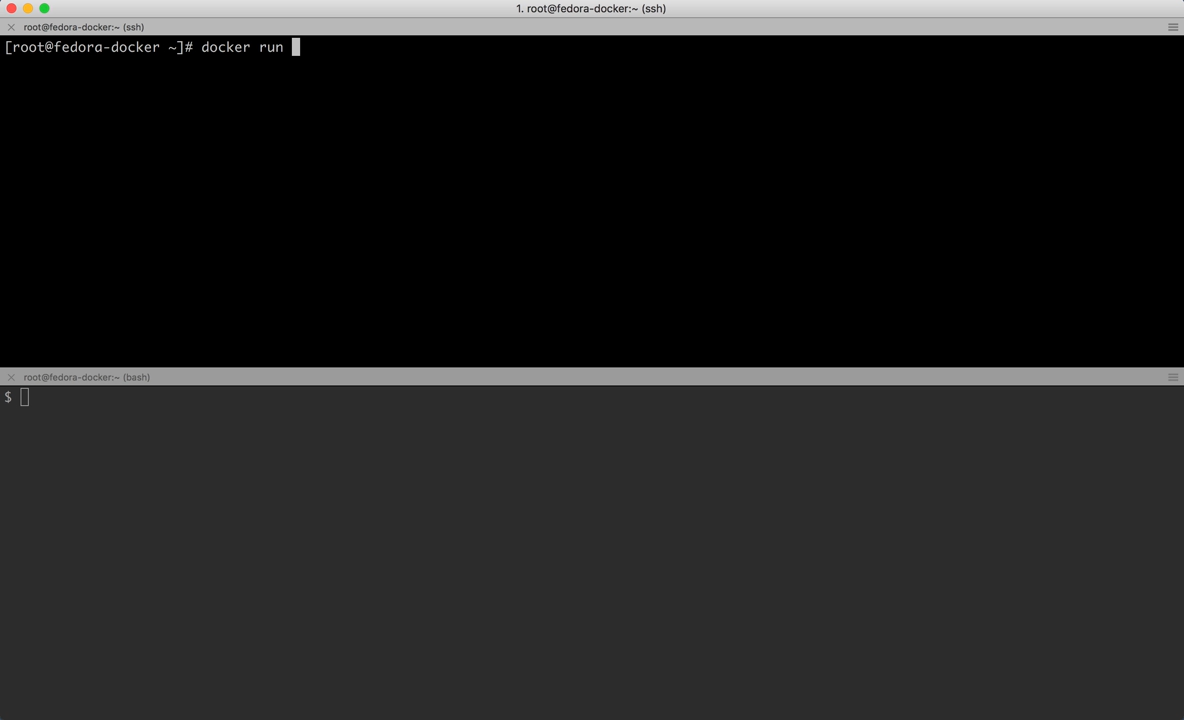 1. root@fedora-docker:~ (ssh)
root@fedora-docker:~ (ssh)
[root@fedora-docker ~]# docker run
root@fedora-docker:~ (bash)
$